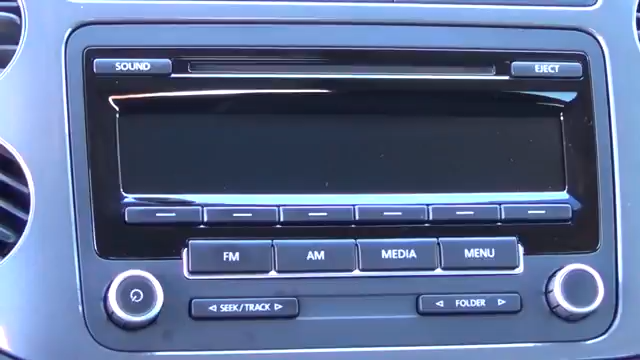 SOUND
EJECT
FM
AM
MEDIA
MENU
SEEK/TRACK
FOLDER